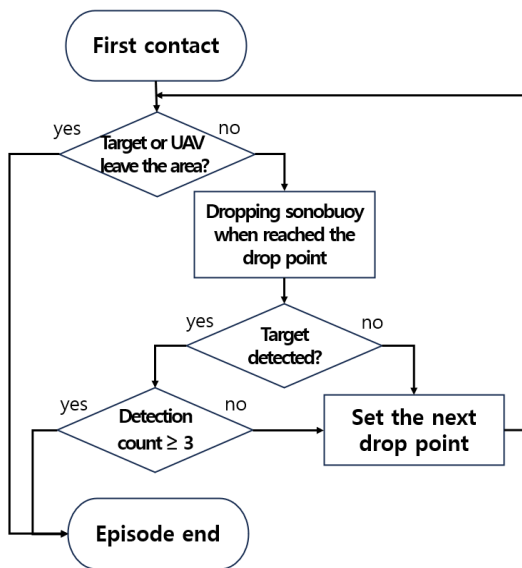 First contact
yes
no
Target or UAV
leave the area?
Dropping sonobuoy
when reached the
drop point
yes
no
Target
detected?
yes
no
Detection
count ≥ 3
Set the next
drop point
Episode end